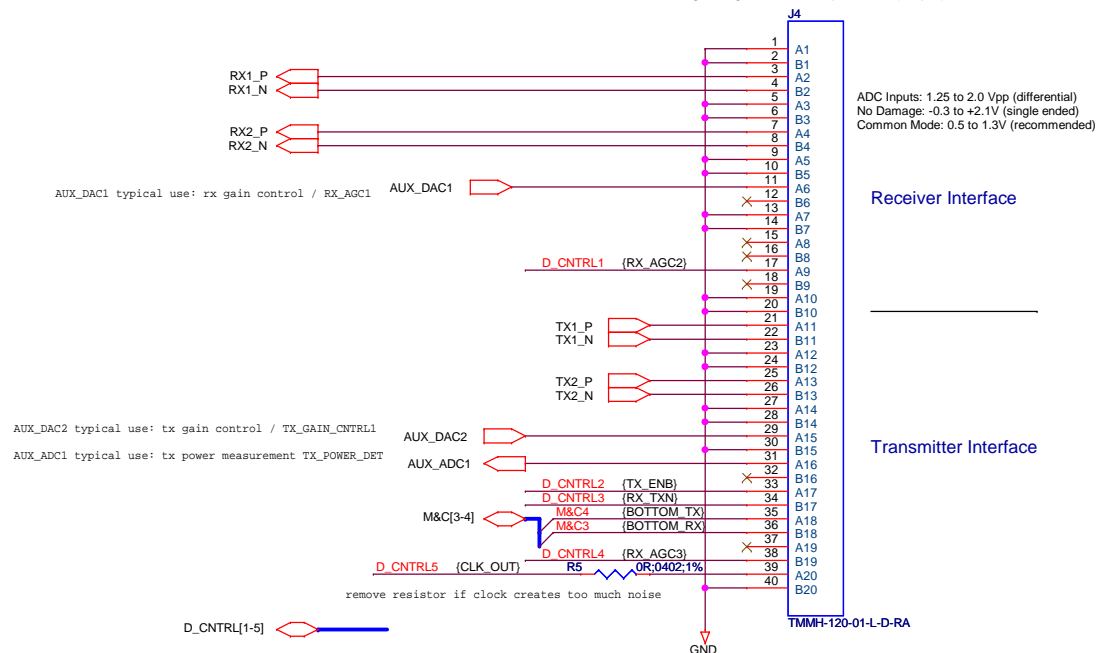 J4
1 A1
2 B1
RX1_P 3 A2
RX1_N 4 B2
5 A3
6 B3
RX2_P 7 A4
RX2_N 8 B4
9 A5
10 B5
AUX_DAC1 typical use: rx gain control / RX_AGC1 AUX_DAC1 11 A6
12 B6
13 A7
14 B7
15 A8
16 B8
D_CNTRL1 {RX_AGC2} 17 A9
18 B9
19 A10
20 B10
TX1_P 21 A11
TX1_N 22 B11
23 A12
24 B12
TX2_P 25 A13
TX2_N 26 B13
27 A14
28 B14
AUX_DAC2 typical use: tx gain control / TX_GAIN_CNTRL1 AUX_DAC2 29 A15
30 B15
AUX_ADC1 typical use: tx power measurement TX_POWER_DET AUX_ADC1 31 A16
32 B16
D_CNTRL2 {TX_ENB} 33 A17
D_CNTRL3 {RX_TXN} 34 B17
M&C[3-4] M&C4 {BOTTOM_TX} 35 A18
M&C3 {BOTTOM_RX} 36 B18
37 A19
D_CNTRL4 {RX_AGC3} 38 B19
D_CNTRL5 {CLK_OUT} R5 0R;0402;1% 39 A20
40 B20
remove resistor if clock creates too much noise
D_CNTRL[1-5]
GND
TMMH-120-01-L-D-RA
ADC Inputs: 1.25 to 2.0 Vpp (differential)
No Damage: -0.3 to +2.1V (single ended)
Common Mode: 0.5 to 1.3V (recommended)
Receiver Interface
Transmitter Interface